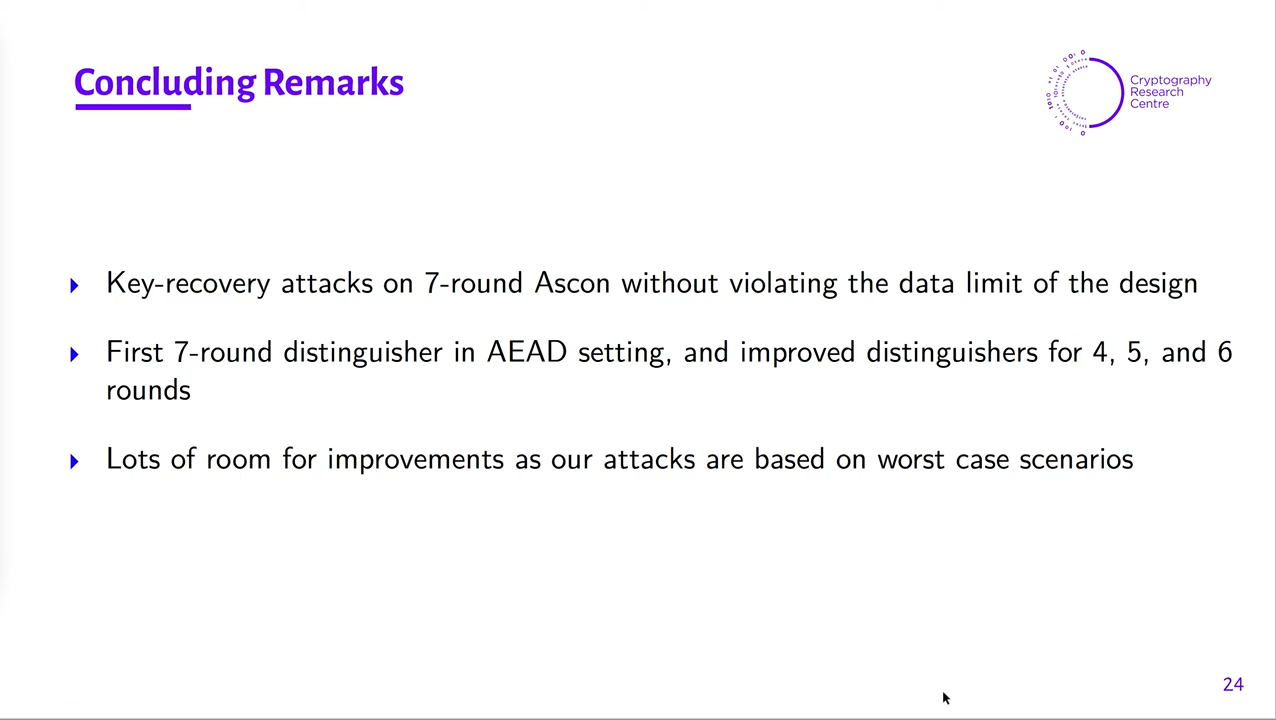 Concluding Remarks
Cryptography
Research
Centre
Key-recovery attacks on 7-round Ascon without violating the data limit of the design
First 7-round distinguisher in AEAD setting, and improved distinguishers for 4, 5, and 6
rounds
Lots of room for improvements as our attacks are based on worst case scenarios
24